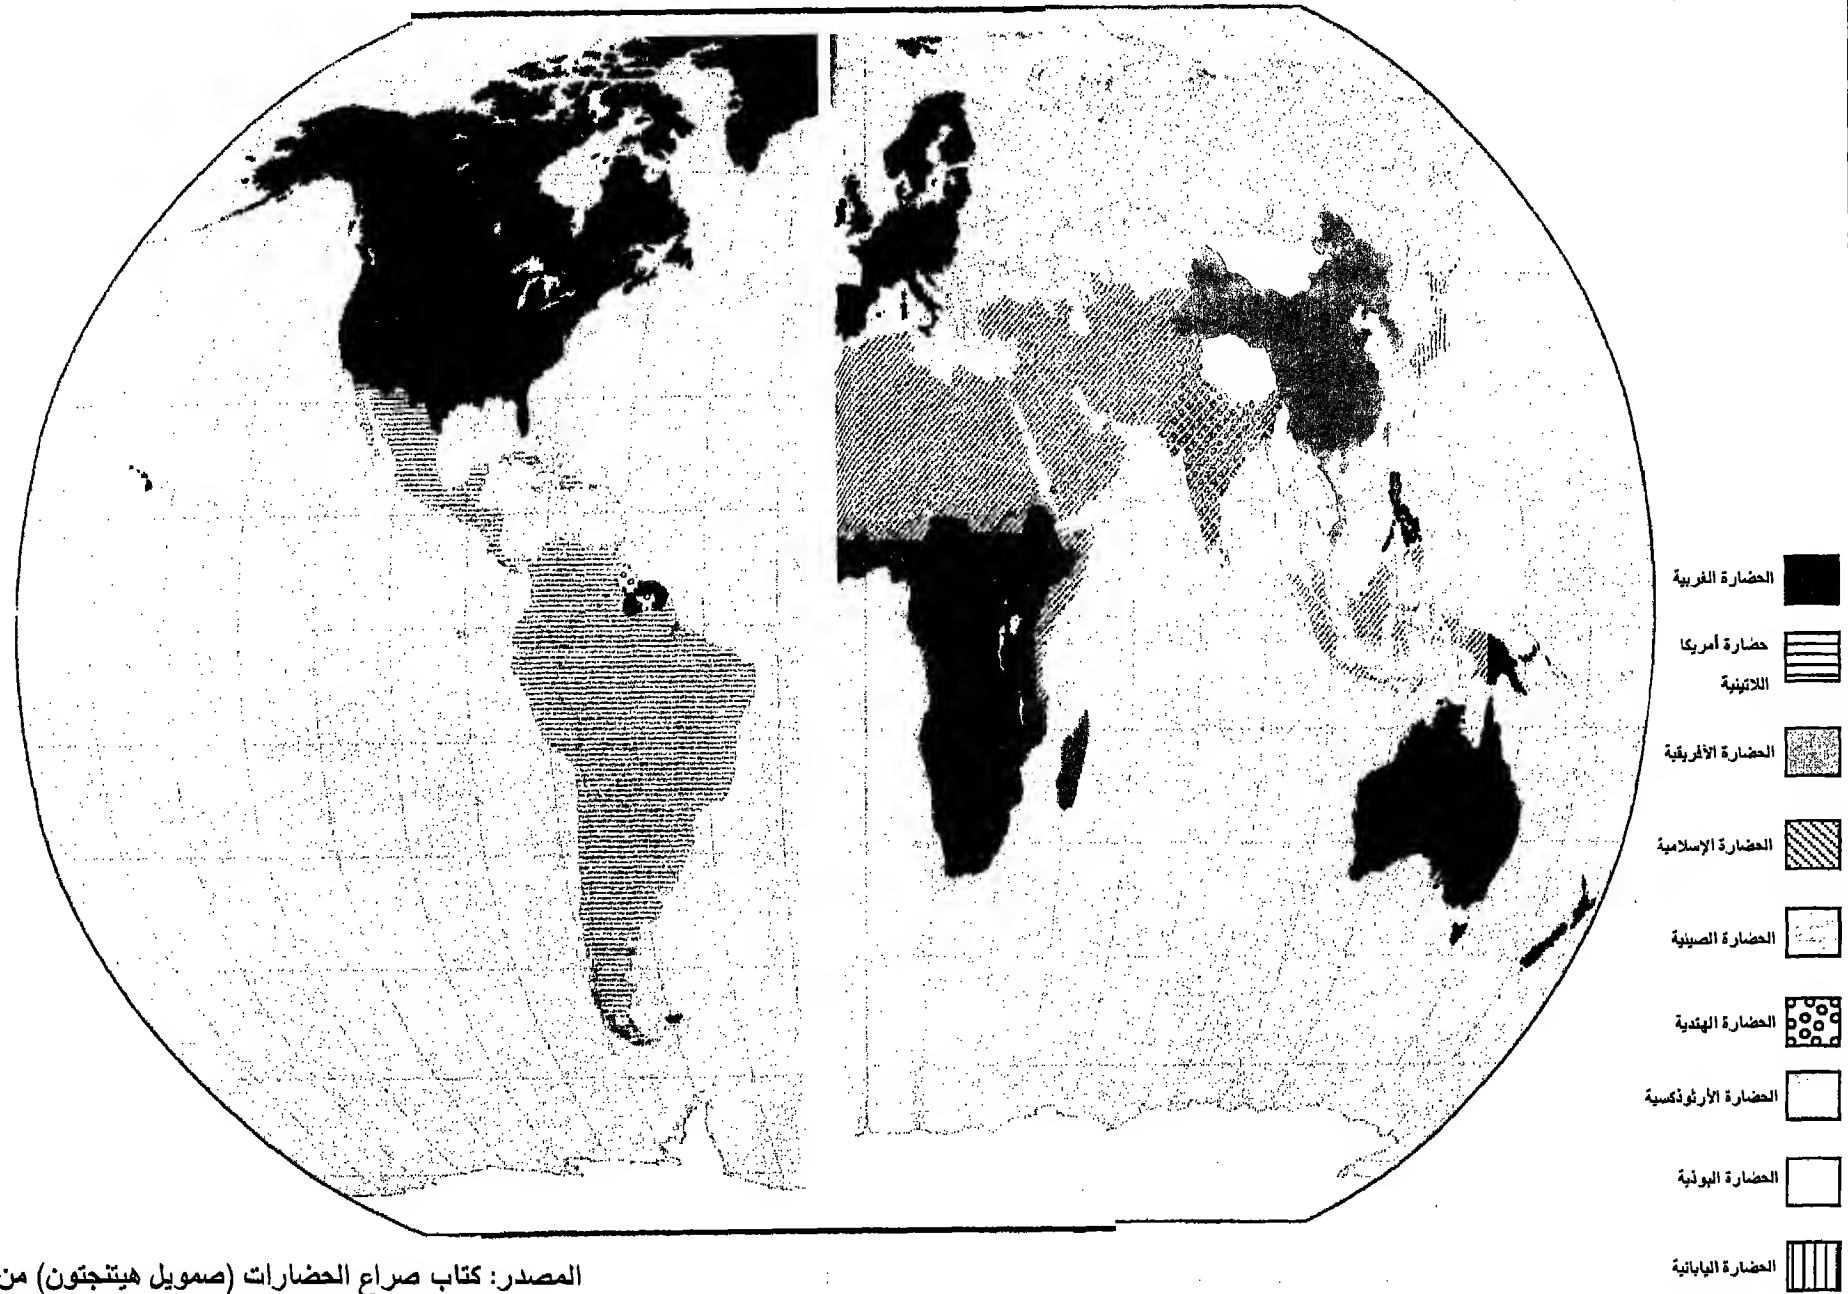 الحضارة الغربية
حضارة أمريكا
اللاتينية
الحضارة الأفريقية
الحضارة الإسلامية
الحضارة الصينية
الحضارة الهندية
الحضارة الأرثوذكسية
الحضارة البوذية
الحضارة اليابانية
المصدر: كتاب صراع الحضارات (صمويل هيتنجتون) من